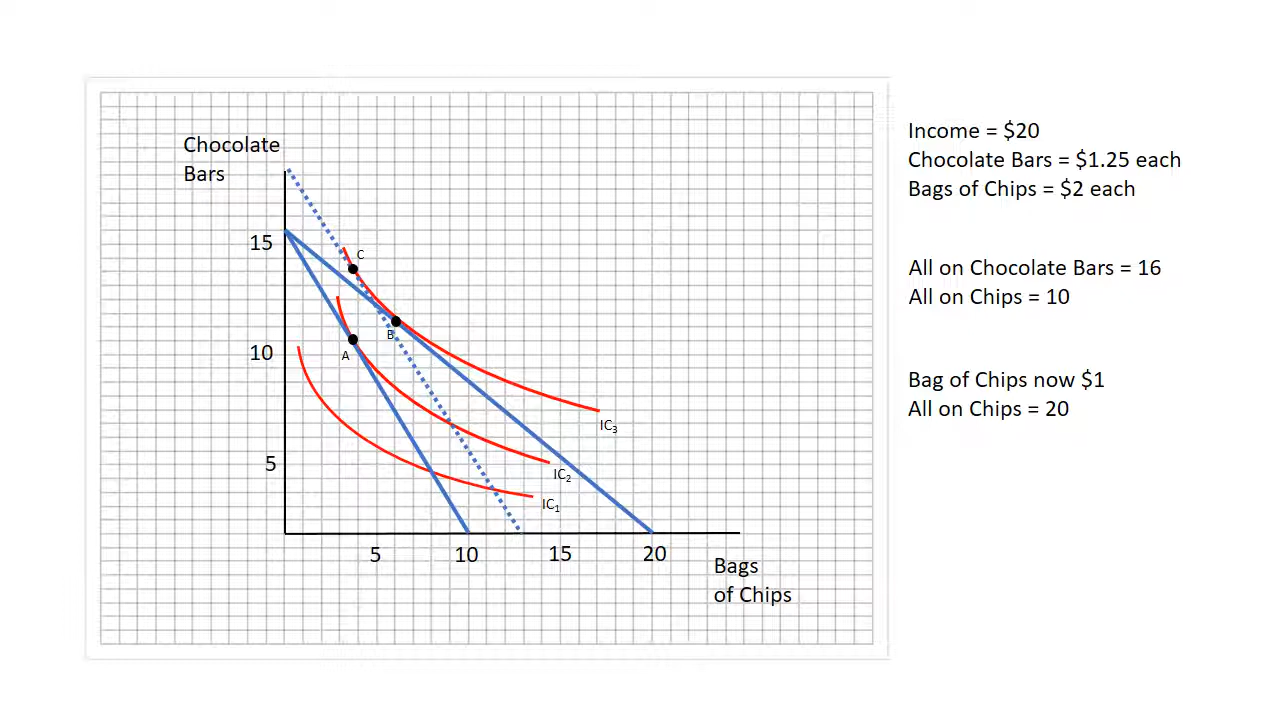 Chocolate
Bars
15
10
5
5
10
15
20
Bags
of Chips
C
B
A
IC₃
IC₂
IC₁
Income = $20
Chocolate Bars = $1.25 each
Bags of Chips = $2 each
All on Chocolate Bars = 16
All on Chips = 10
Bag of Chips now $1
All on Chips = 20